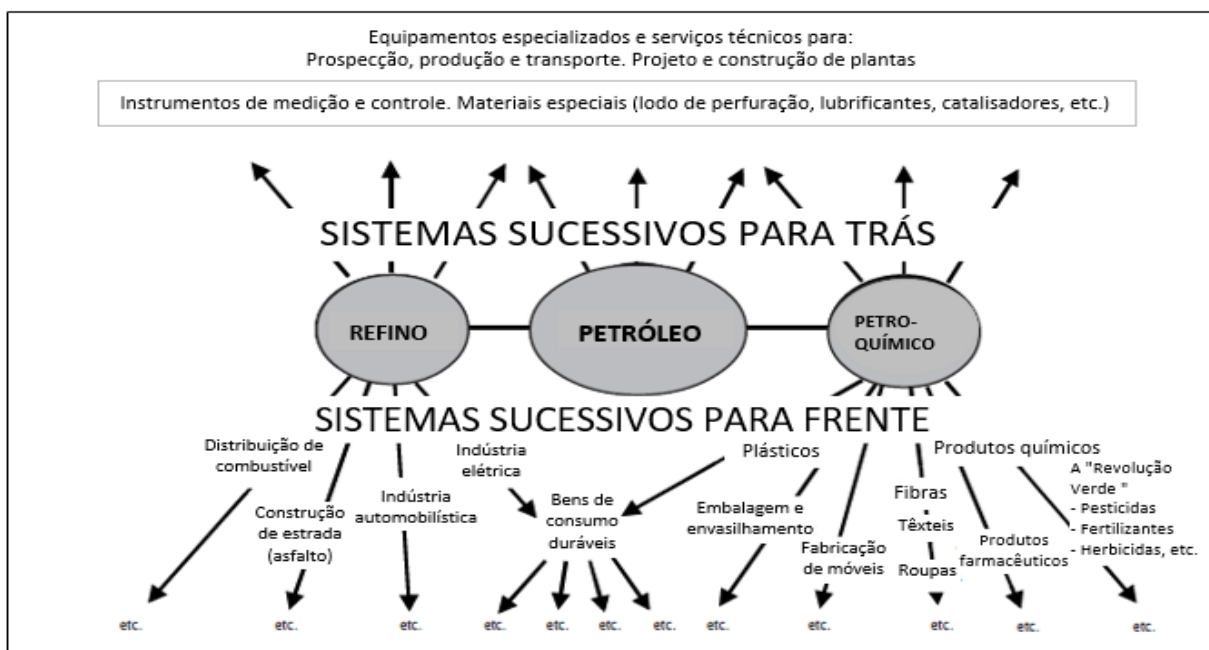 Equipamentos especializados e serviços técnicos para:
Prospecção, produção e transporte. Projeto e construção de plantas
Instrumentos de medição e controle. Materiais especiais (lodo de perfuração, lubrificantes, catalisadores, etc.)
SISTEMAS SUCESSIVOS PARA TRÁS
REFINO
PETRÓLEO
PETRO-
QUÍMICO
SISTEMAS SUCESSIVOS PARA FRENTE
Distribuição de
combustível
Construção
de estrada
(asfalto)
Indústria
automobilística
Indústria
elétrica
Bens de
consumo
duráveis
Plásticos
Embalagem e
envasilhamento
Fabricação
de móveis
Fibras
Têxteis
Roupas
Produtos químicos
Produtos
farmacêuticos
A "Revolução
Verde "
- Pesticidas
- Fertilizantes
- Herbicidas, etc.
etc.
etc.
etc.
etc.
etc.
etc.
etc.
etc.
etc.
etc.
etc.
etc.